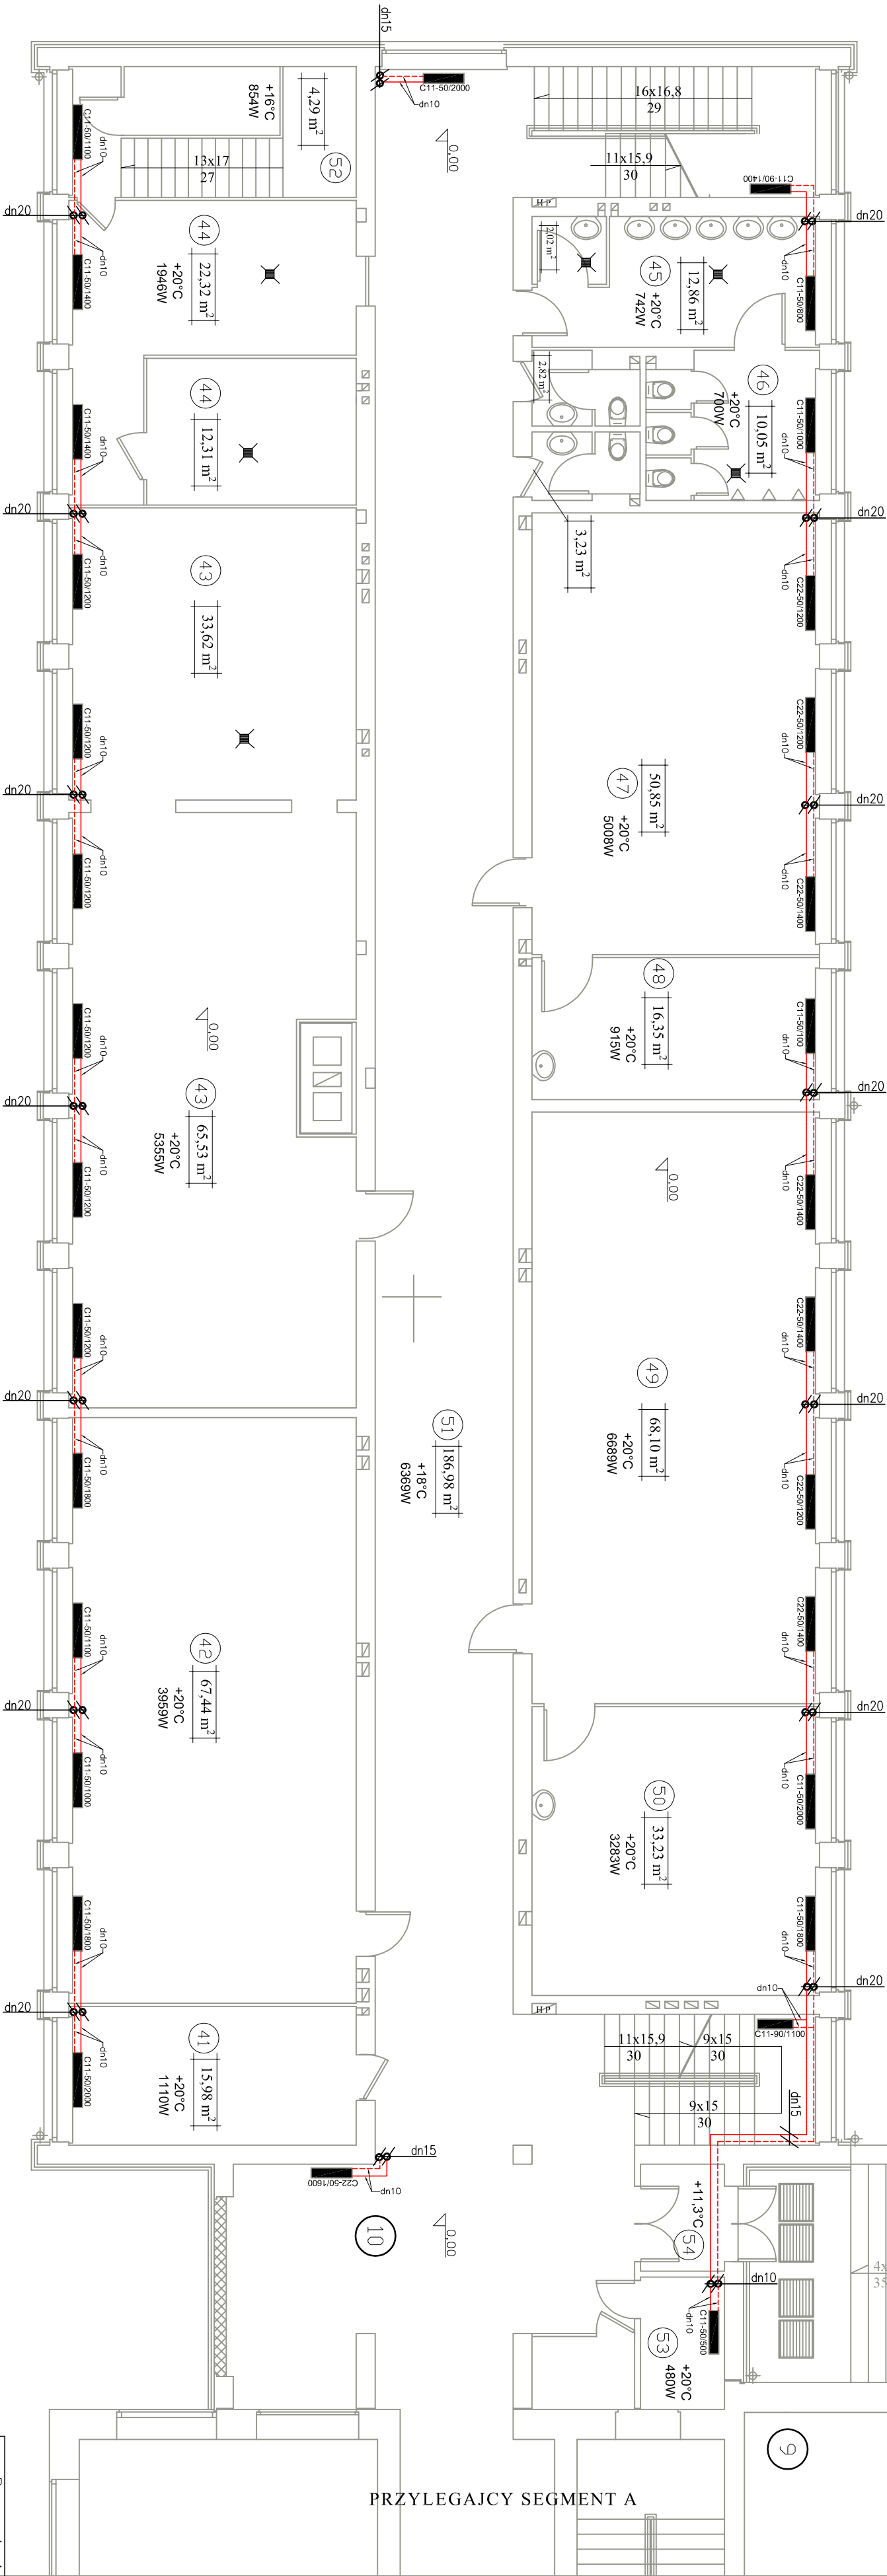 dn15
C11-50/2000
dn10
16x16,8
29
11x15,9
30
C11-90/1400
+16°C
854W
4,29 m²
52
0,00
C11-50/1100
dn10
13x17
27
dn20
dn20
dn10
C11-50/1400
44
22,32 m²
+20°C
1946W
2,02 m²
45
12,86 m²
+20°C
742W
dn10
C11-50/800
2,82 m²
46
10,05 m²
+20°C
700W
C11-50/1000
dn10
44
12,31 m²
C11-50/1400
dn10
dn20
dn20
dn10
C11-50/1200
43
33,62 m²
3,23 m²
dn10
C22-50/1200
C11-50/1200
dn10
dn20
dn10
C11-50/1200
47
50,85 m²
+20°C
5008W
C22-50/1200
dn10
dn20
dn10
C22-50/1400
48
16,35 m²
+20°C
915W
C11-50/100
dn10
dn20
C11-50/1200
dn10
dn20
dn10
C11-50/1200
0,00
43
65,53 m²
+20°C
5355W
0,00
dn10
C22-50/1400
C22-50/1400
dn10
dn20
dn10
C22-50/1200
49
68,10 m²
+20°C
6689W
C11-50/1200
dn10
dn20
dn10
C11-50/1800
51
186,98 m²
+18°C
6369W
C22-50/1400
dn10
dn20
dn10
C11-50/2000
C11-50/1100
dn10
dn20
dn10
C11-50/1000
42
67,44 m²
+20°C
3959W
50
33,23 m²
+20°C
3283W
C11-50/1800
dn10
dn20
dn10
C11-90/1100
C11-50/1800
dn10
dn20
dn10
C11-50/2000
41
15,98 m²
+20°C
1110W
11x15,9
30
9x15
30
9x15
30
dn15
dn15
C22-50/1600
dn10
10
0,00
+11,3°C
54
dn10
dn10
C11-50/500
53
+20°C
480W
4x
35
9
PRZYLEGAJCY SEGMENT A